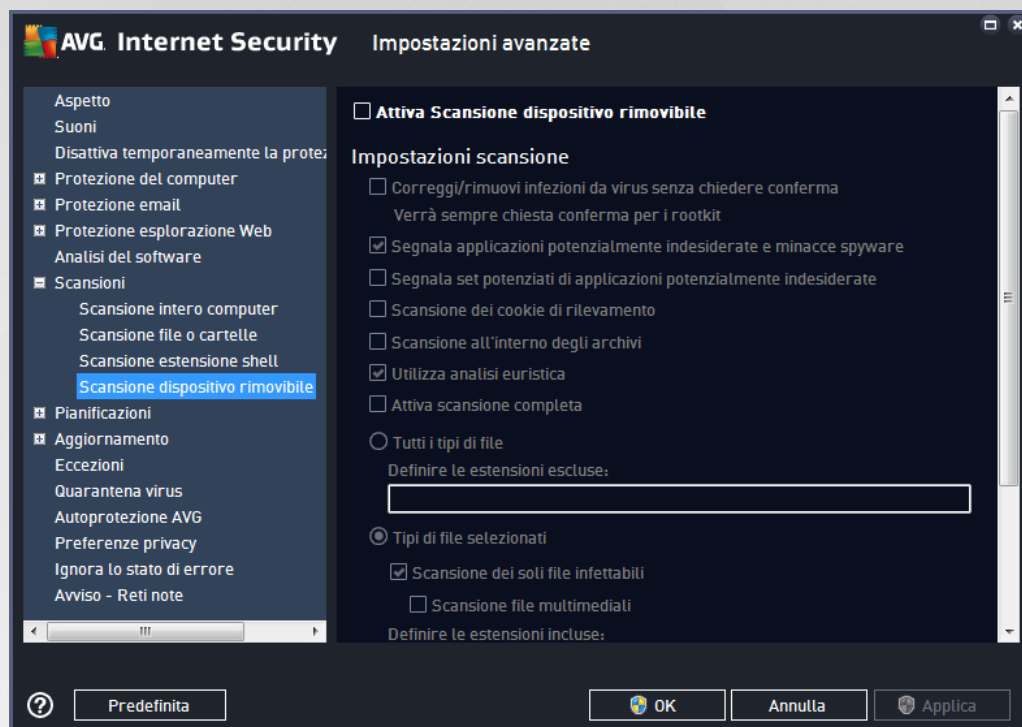 AVG. Internet Security Impostazioni avanzate
Aspetto
Suoni
Disattiva temporaneamente la protez
Protezione del computer
Protezione email
Protezione esplorazione Web
Analisi del software
Scansioni
Scansione intero computer
Scansione file o cartelle
Scansione estensione shell
Scansione dispositivo rimovibile
Pianificazioni
Aggiornamento
Eccezioni
Quarantena virus
Autoprotezione AVG
Preferenze privacy
Ignora lo stato di errore
Avviso - Reti note
Attiva Scansione dispositivo rimovibile
Impostazioni scansione
Correggi/rimuovi infezioni da virus senza chiedere conferma
Verrà sempre chiesta conferma per i rootkit
Segnala applicazioni potenzialmente indesiderate e minacce spyware
Segnala set potenziati di applicazioni potenzialmente indesiderate
Scansione dei cookie di rilevamento
Scansione all'interno degli archivi
Utilizza analisi euristica
Attiva scansione completa
Tutti i tipi di file
Definire le estensioni escluse:
Tipi di file selezionati
Scansione dei soli file infettabili
Scansione file multimediali
Definire le estensioni incluse:
Predefinita
OK
Annulla
Applica